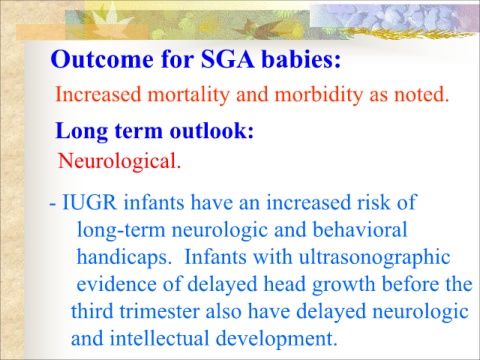 Outcome for SGA babies:
Increased mortality and morbidity as noted.
Long term outlook:
Neurological.
- IUGR infants have an increased risk of
long-term neurologic and behavioral
handicaps. Infants with ultrasonographic
evidence of delayed head growth before the
third trimester also have delayed neurologic
and intellectual development.